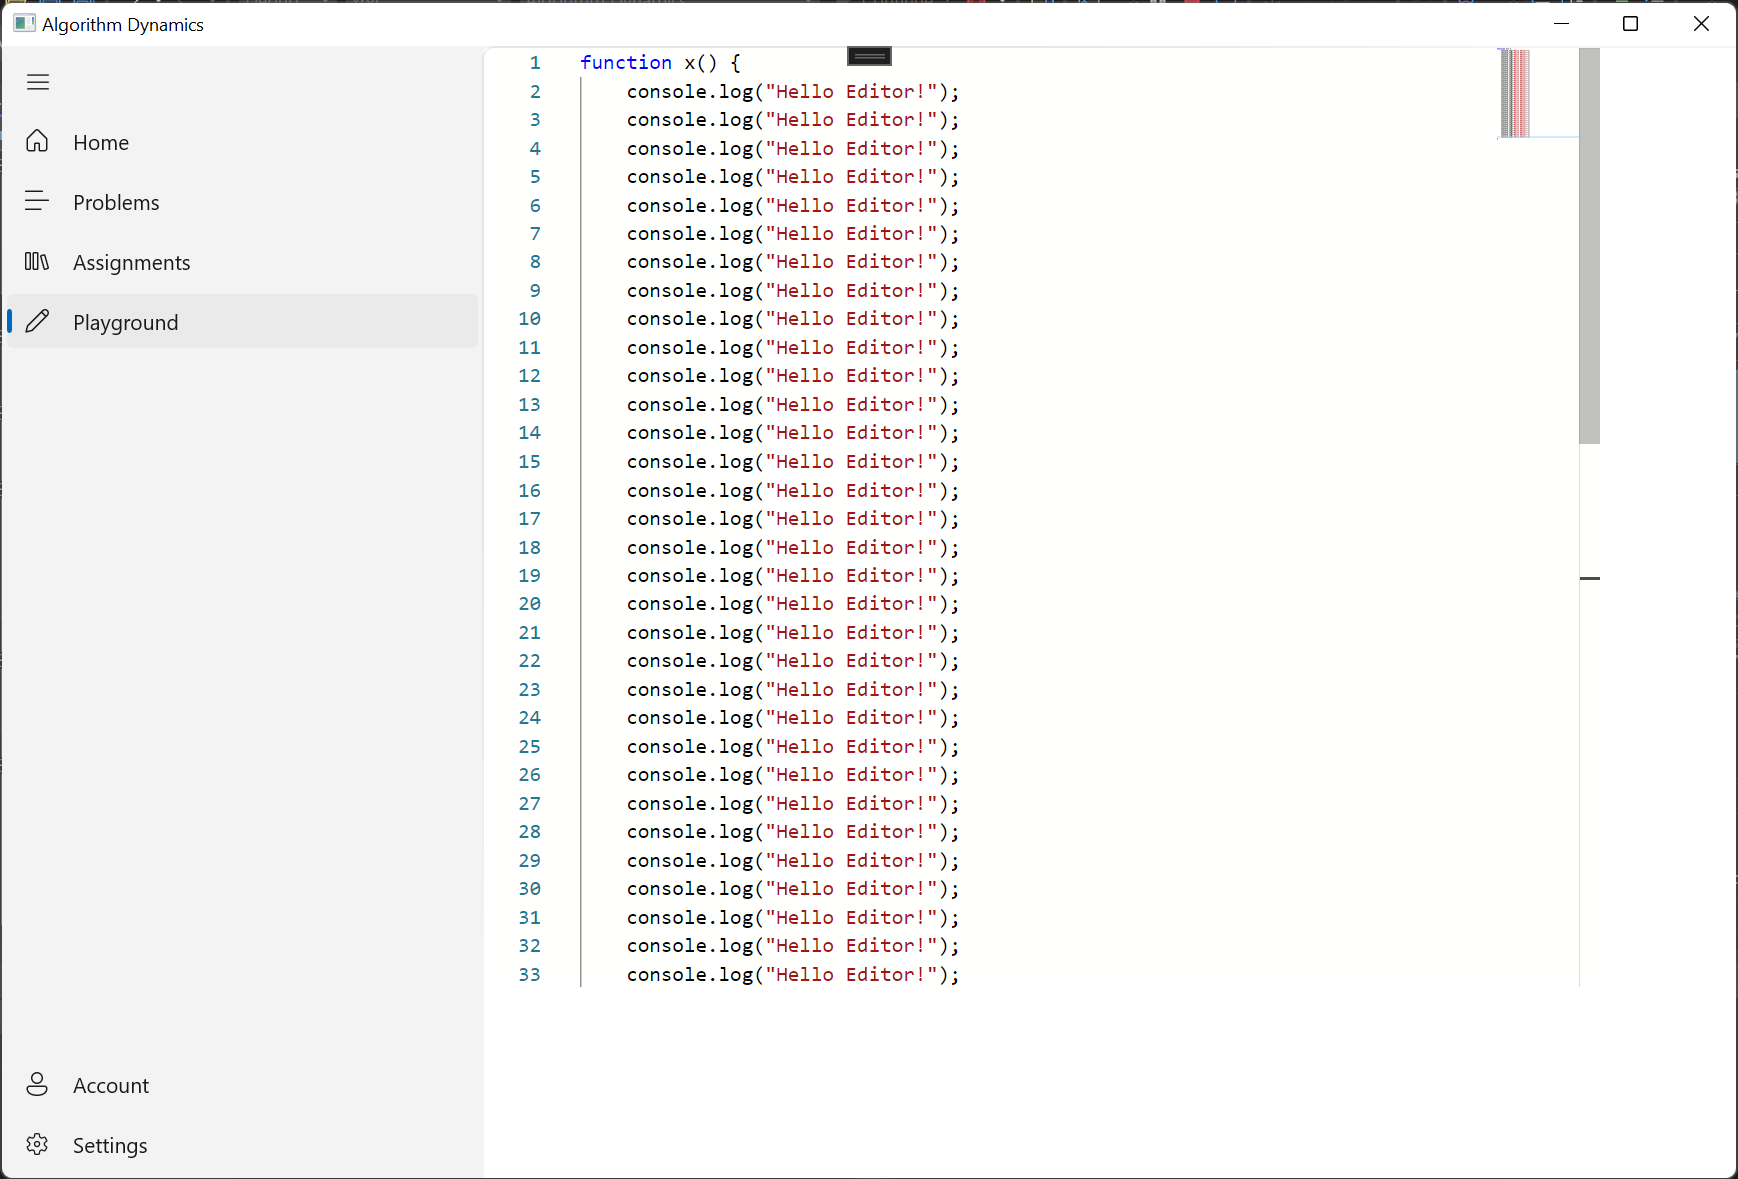 Algorithm Dynamics
Home
Problems
Assignments
Playground
Account
Settings
1 function x() {
2 console.log("Hello Editor!");
3 console.log("Hello Editor!");
4 console.log("Hello Editor!");
5 console.log("Hello Editor!");
6 console.log("Hello Editor!");
7 console.log("Hello Editor!");
8 console.log("Hello Editor!");
9 console.log("Hello Editor!");
10 console.log("Hello Editor!");
11 console.log("Hello Editor!");
12 console.log("Hello Editor!");
13 console.log("Hello Editor!");
14 console.log("Hello Editor!");
15 console.log("Hello Editor!");
16 console.log("Hello Editor!");
17 console.log("Hello Editor!");
18 console.log("Hello Editor!");
19 console.log("Hello Editor!");
20 console.log("Hello Editor!");
21 console.log("Hello Editor!");
22 console.log("Hello Editor!");
23 console.log("Hello Editor!");
24 console.log("Hello Editor!");
25 console.log("Hello Editor!");
26 console.log("Hello Editor!");
27 console.log("Hello Editor!");
28 console.log("Hello Editor!");
29 console.log("Hello Editor!");
30 console.log("Hello Editor!");
31 console.log("Hello Editor!");
32 console.log("Hello Editor!");
33 console.log("Hello Editor!");